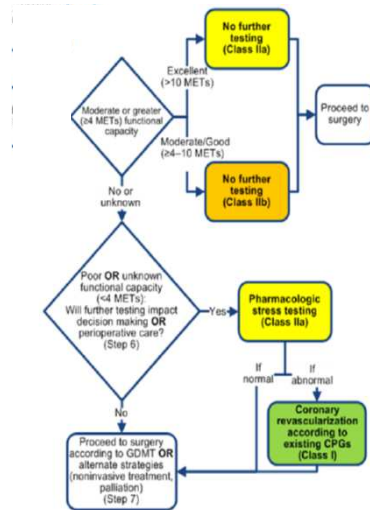 No further
testing
(Class IIa)
Excellent
(>10 METs)
Moderate or greater
(≥4 METs) functional
capacity
Proceed to
surgery
Moderate/Good
(≥4–10 METs)
No further
testing
(Class IIb)
No or
unknown
Poor OR unknown
functional capacity
(<4 METs):
Will further testing impact
decision making OR
perioperative care?
(Step 6)
Yes
Pharmacologic
stress testing
(Class IIa)
If
normal
If
abnormal
No
Coronary
revascularization
according to
existing CPGs
(Class I)
Proceed to surgery
according to GDMT OR
alternate strategies
(noninvasive treatment,
palliation)
(Step 7)